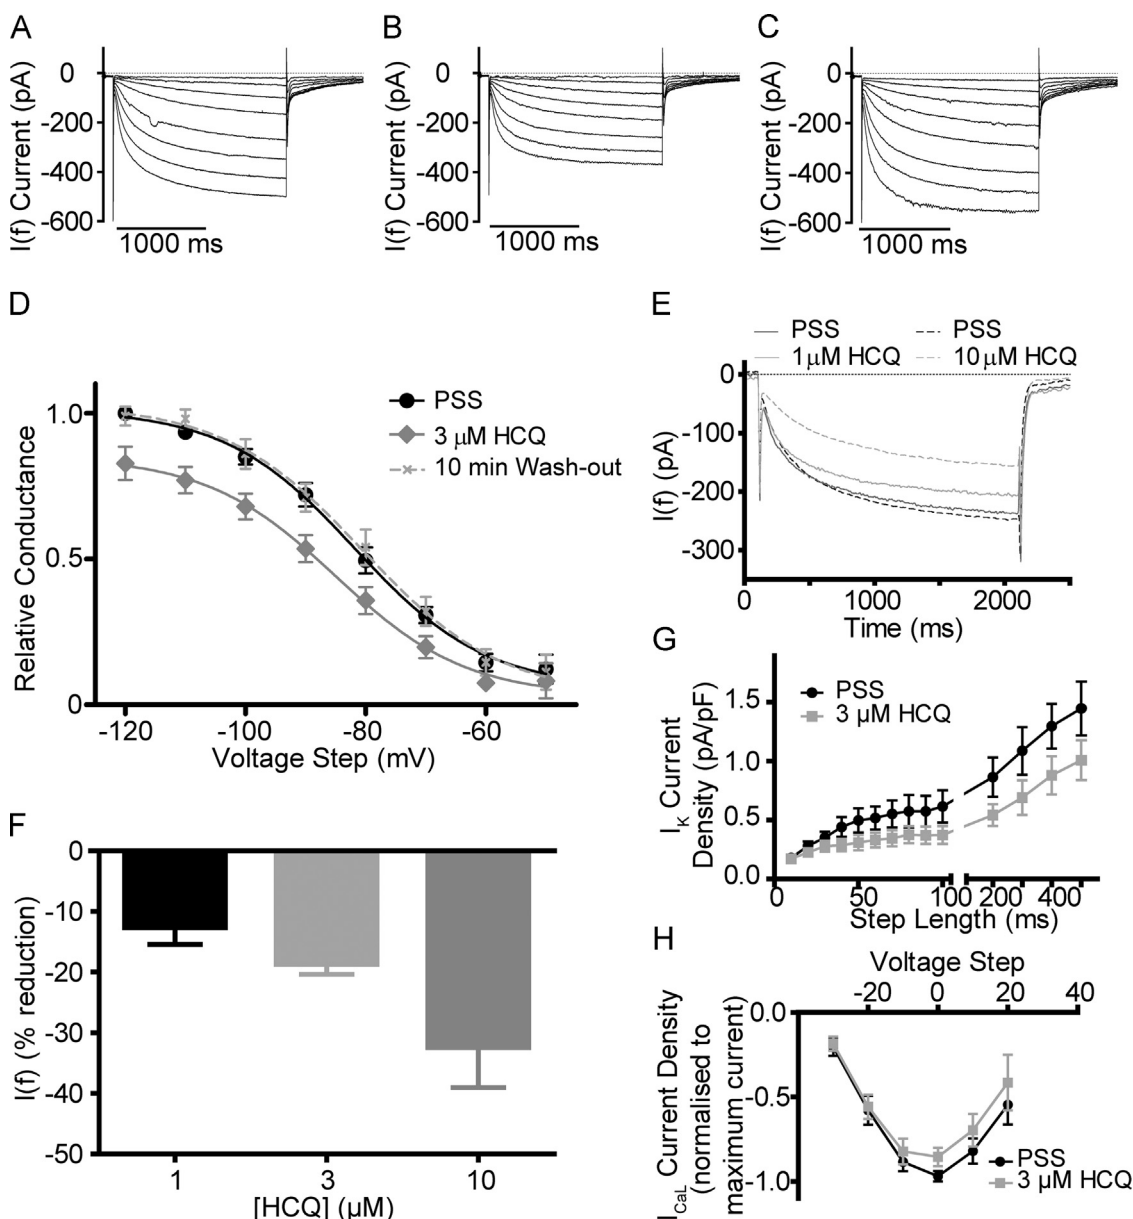 A
B
C
I(f) Current (pA)
0
-200
-400
-600
1000 ms
I(f) Current (pA)
0
-200
-400
-600
1000 ms
I(f) Current (pA)
0
-200
-400
-600
1000 ms
D
PSS
3 μM HCQ
10 min Wash-out
Relative Conductance
1.0
0.5
0
-120 -100 -80 -60
Voltage Step (mV)
E
PSS PSS
1μM HCQ 10μM HCQ
I(f) (pA)
0
-100
-200
-300
0 1000 2000
Time (ms)
F
I(f) (% reduction)
0
-10
-20
-30
-40
-50
1 3 10
[HCQ] (μM)
G
PSS
3 μM HCQ
I_K Current
Density (pA/pF)
1.5
1.0
0.5
0.0
0 50 100 200 400
Step Length (ms)
H
Voltage Step
-20 0 20 40
I_CaL Current Density
(normalised to
maximum current)
0.0
-0.5
-1.0
PSS
3 μM HCQ